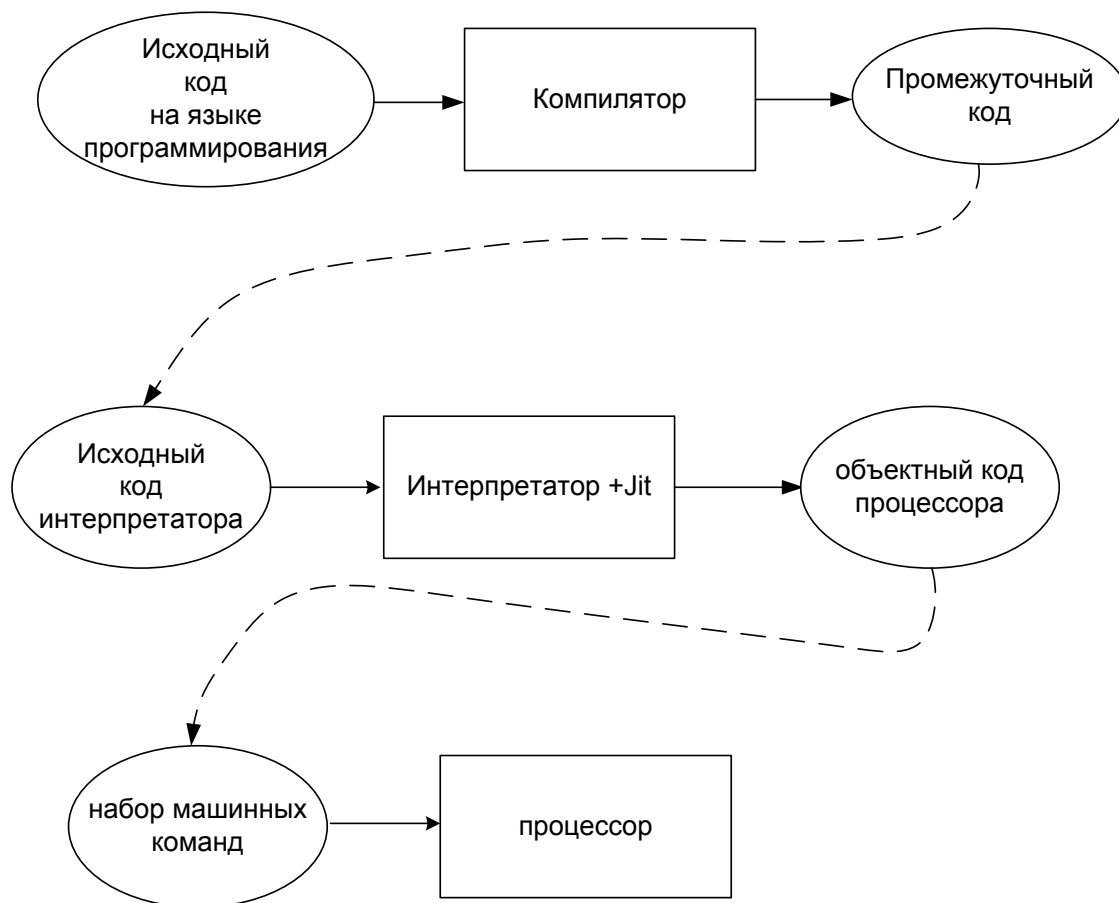 Исходный
код
на языке
программирования
Компилятор
Промежуточный
код
Исходный
код
интерпретатора
Интерпретатор +Jit
объектный код
процессора
набор машинных
команд
процессор